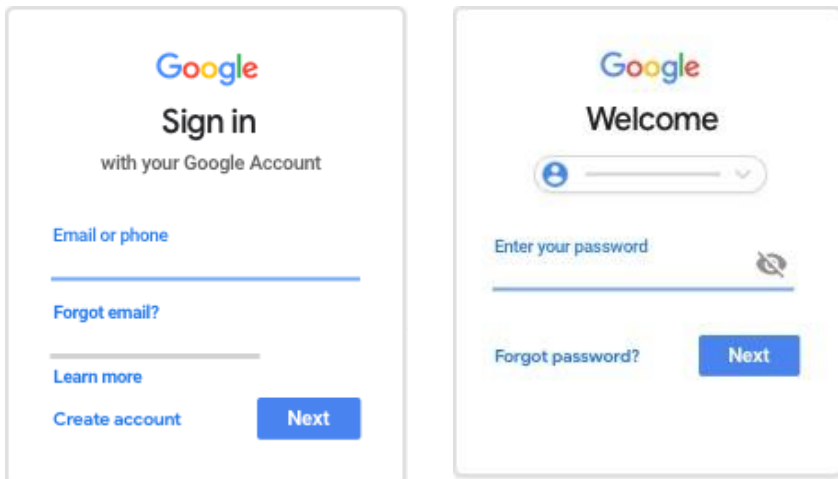 Google
Sign in
with your Google Account
Email or phone
Forgot email?
Learn more
Create account
Next
Google
Welcome
Enter your password
Forgot password?
Next